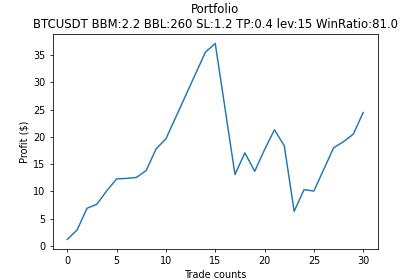 Portfolio
BTCUSDT BBM:2.2 BBL:260 SL:1.2 TP:0.4 lev:15 WinRatio:81.0
35
30
25
20
15
10
5
0
Profit ($)
0 5 10 15 20 25 30
Trade counts